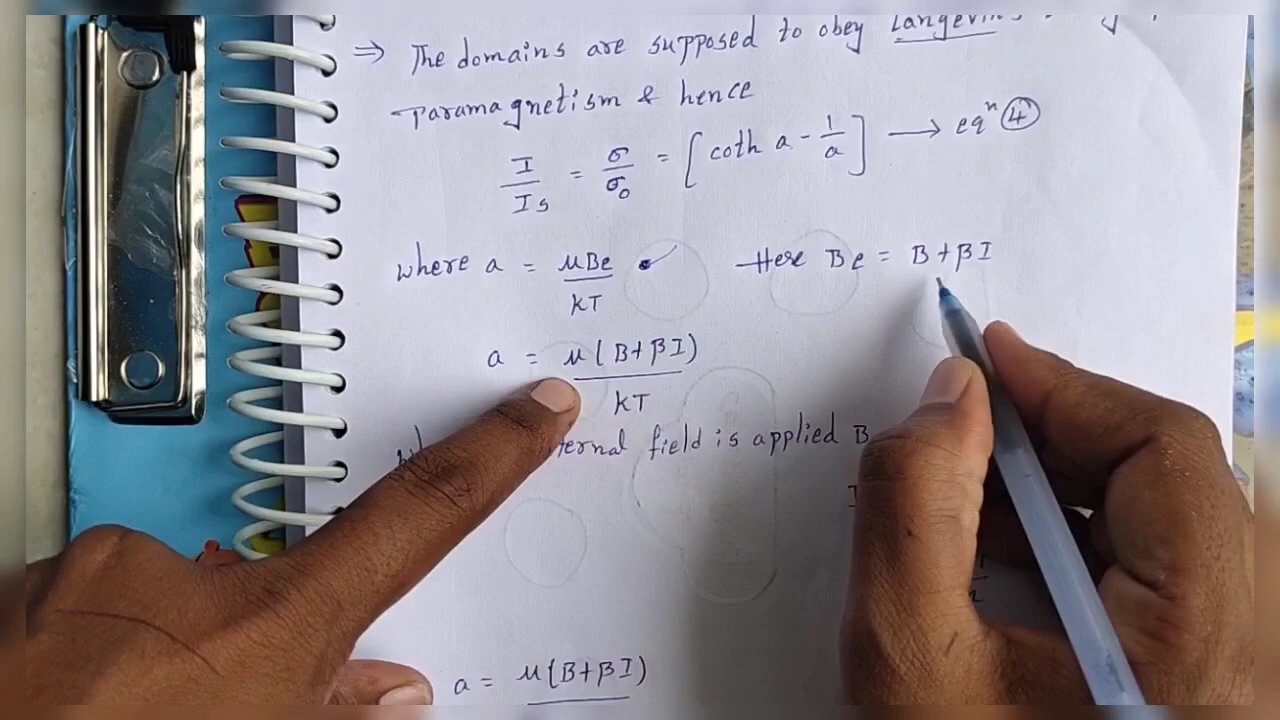 ⇒ The domains are supposed to obey Langevin's
Paramagnetism & hence
I/Is = σ/σ₀ = [coth a - 1/a] → eqⁿ ④
where a = μBe/kT ✓ Here Be = B+βI
a = μ(B+βI)/kT
field is applied B
a = μ(B+βI)